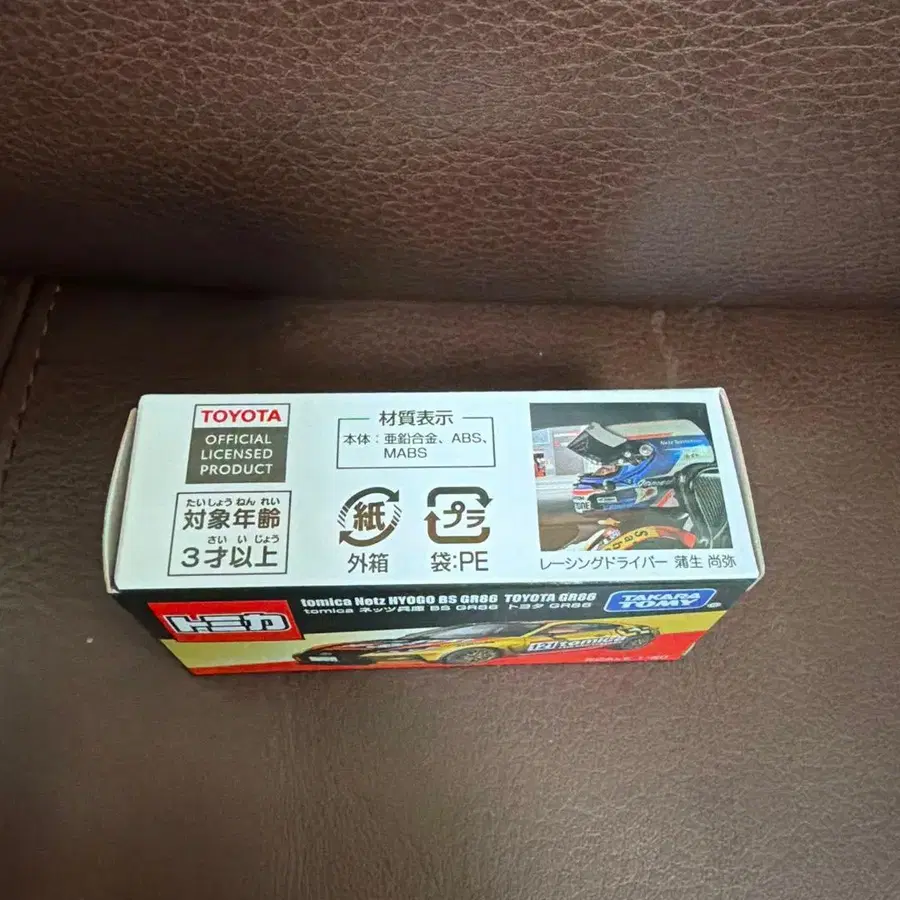 TOYOTA
OFFICIAL
LICENSED
PRODUCT
たいしょう ねん れい
対象年齢
さい い じょう
3才以上
材質表示
本体：亜鉛合金、ABS、
MABS
紙
外箱
プラ
袋:PE
レーシングドライバー 蒲生 尚弥
トミカ
tomica Netz HYOGO BS GR86 TOYOTA GR86
tomica ネッツ兵庫 BS GR86 トヨタ GR86
TAKARA
TOMY
tomica